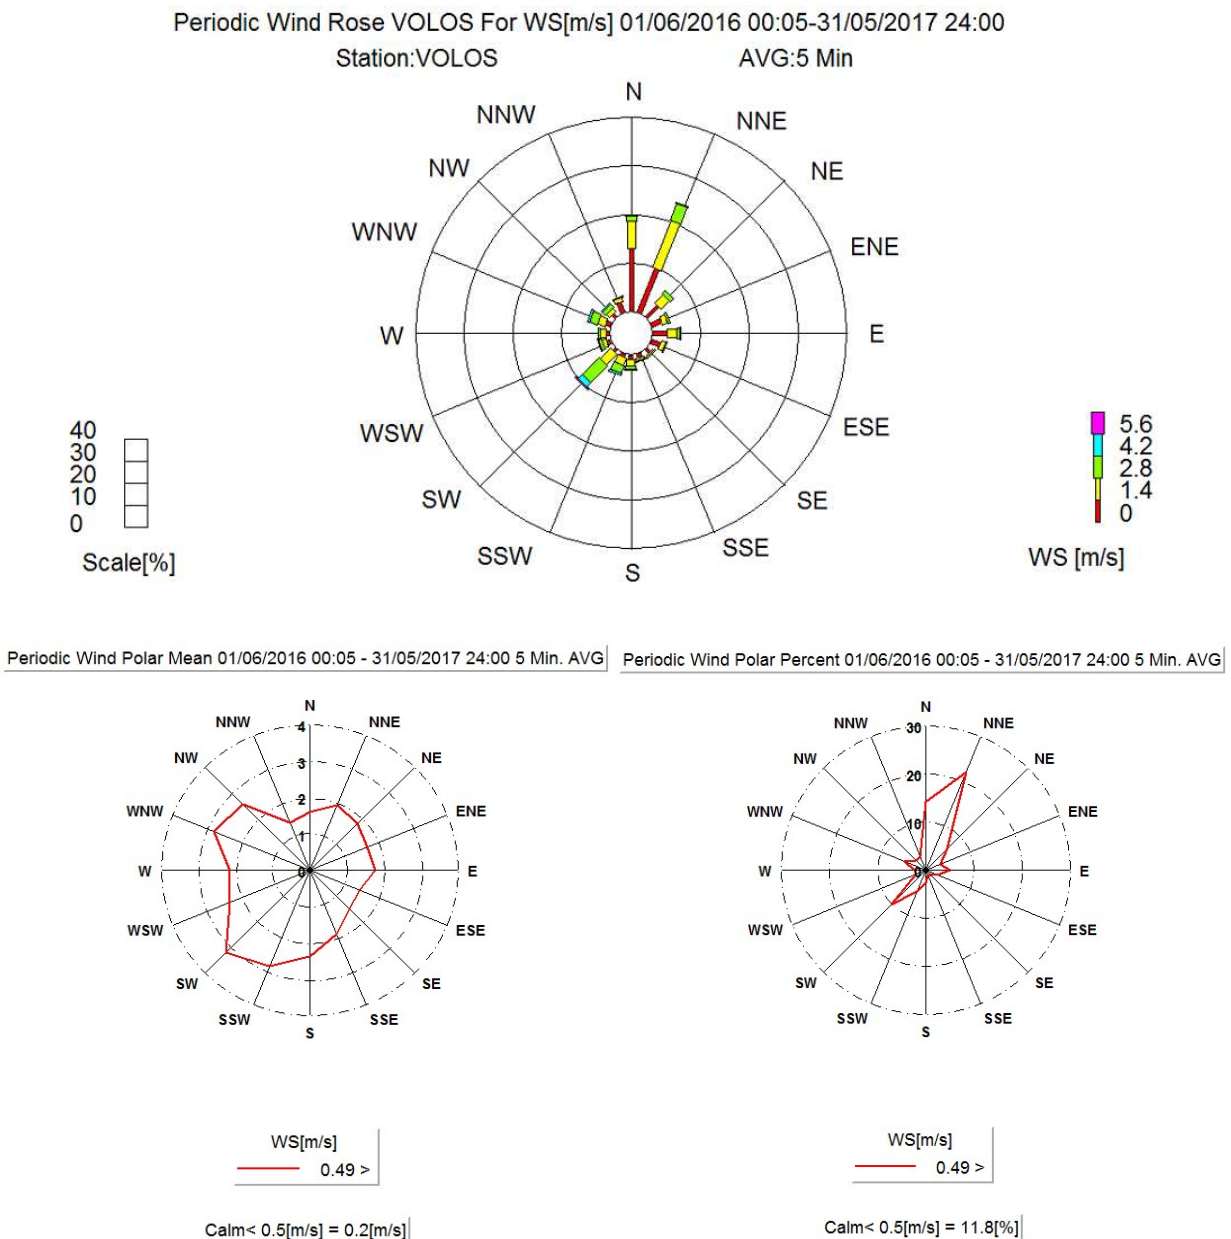 Periodic Wind Rose VOLOS For WS[m/s] 01/06/2016 00:05-31/05/2017 24:00
Station:VOLOS AVG:5 Min
N
NNW NNE
NW NE
WNW ENE
W E
WSW ESE
SW SE
SSW SSE
S
40
30
20
10
0
Scale[%]
5.6
4.2
2.8
1.4
0
WS [m/s]
Periodic Wind Polar Mean 01/06/2016 00:05 - 31/05/2017 24:00 5 Min. AVG
N
NNW NNE
NW NE
WNW ENE
W E
WSW ESE
SW SE
SSW SSE
S
4
3
2
1
0
WS[m/s]
0.49 >
Calm< 0.5[m/s] = 0.2[m/s]
Periodic Wind Polar Percent 01/06/2016 00:05 - 31/05/2017 24:00 5 Min. AVG
N
NNW NNE
NW NE
WNW ENE
W E
WSW ESE
SW SE
SSW SSE
S
30
20
10
0
WS[m/s]
0.49 >
Calm< 0.5[m/s] = 11.8[%]